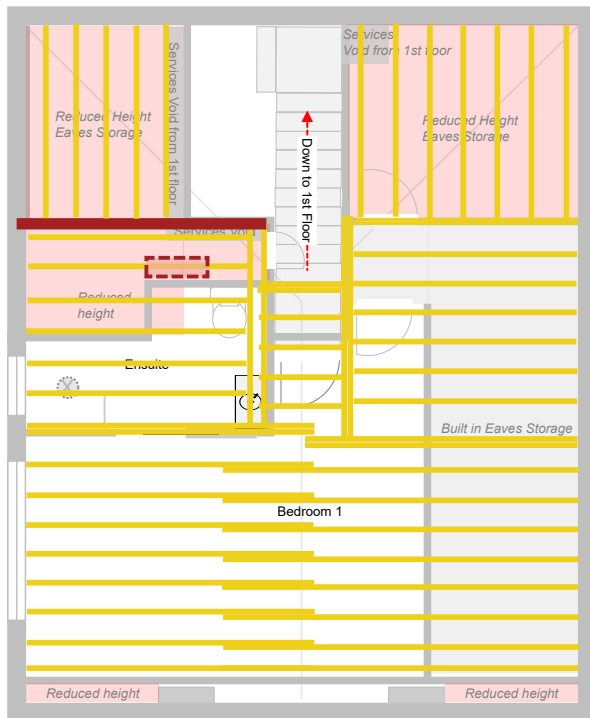 Services
Void from 1st floor
Services Void from 1st floor
Reduced Height
Eaves Storage
Reduced Height
Eaves Storage
Down to 1st Floor
Services Void
Reduced
height
Ensuite
Built in Eaves Storage
Bedroom 1
Reduced height
Reduced height